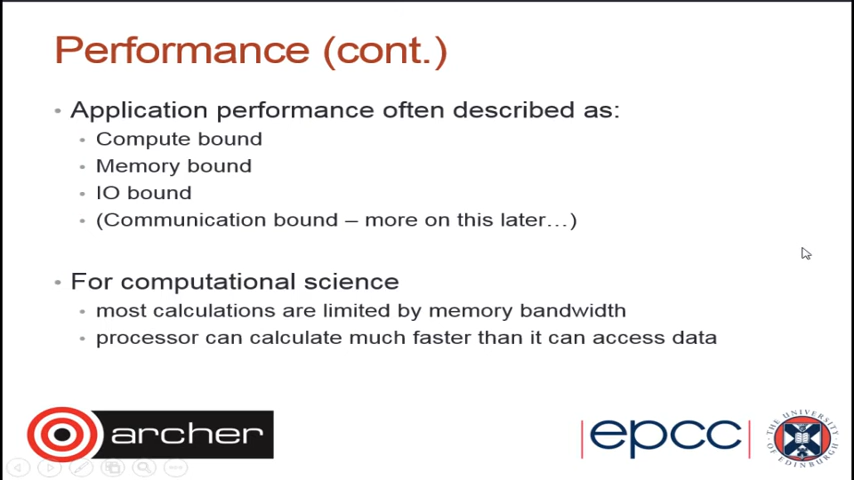 Performance (cont.)
• Application performance often described as:
• Compute bound
• Memory bound
• IO bound
• (Communication bound – more on this later…)
• For computational science
• most calculations are limited by memory bandwidth
• processor can calculate much faster than it can access data
archer
|epcc|
THE UNIVERSITY OF EDINBURGH